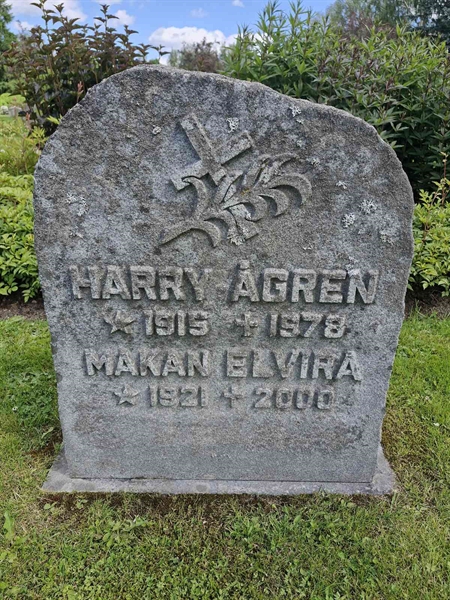 HARRY ÅGREN
☆ 1915 ✝ 1978
MAKAN ELVIRA
☆ 1921 ✝ 2000